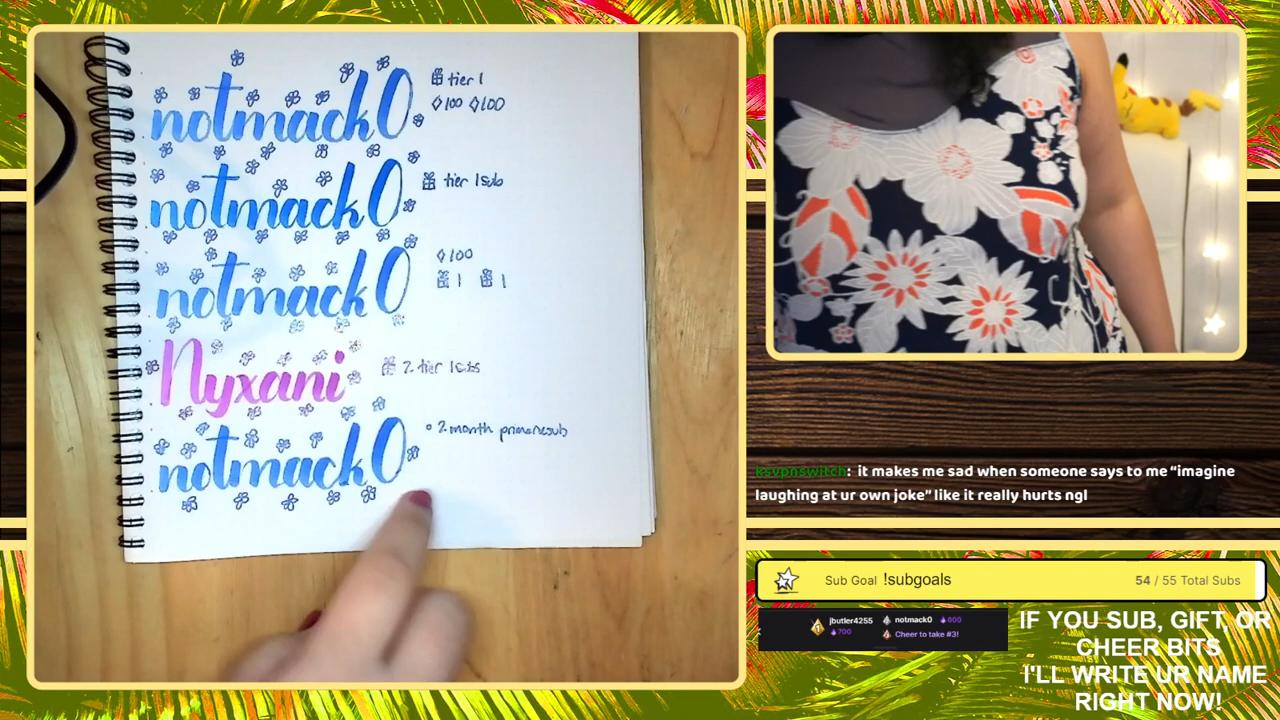 notmack0
tier 1
100 100
notmack0
tier 1 sub
notmack0
100
1 1
Nyxani
2 tier 1 subs
notmack0
2 month prime resub
ksvpnswitch: it makes me sad when someone says to me “imagine
laughing at ur own joke” like it really hurts ngl
Sub Goal !subgoals 54 / 55 Total Subs
1 jbutler4255 700
notmack0 600
Cheer to take #3!
IF YOU SUB, GIFT, OR
CHEER BITS
I'LL WRITE UR NAME
RIGHT NOW!